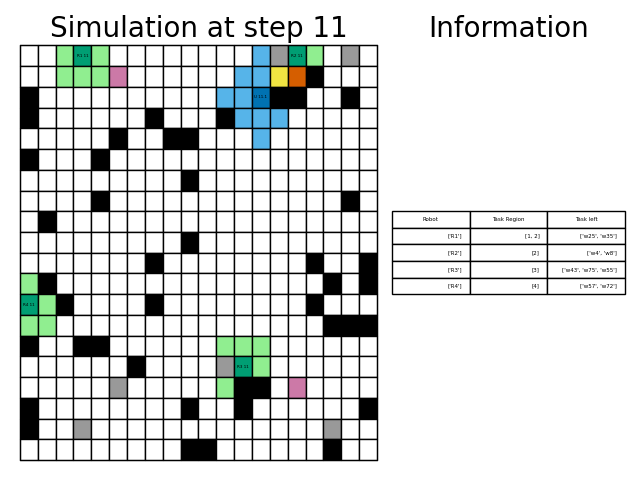 Simulation at step 11
Information
Robot Task Region Task left
['R1'] [1, 2] ['w25', 'w35']
['R2'] [2] ['w4', 'w8']
['R3'] [3] ['w43', 'w75', 'w55']
['R4'] [4] ['w57', 'w72']